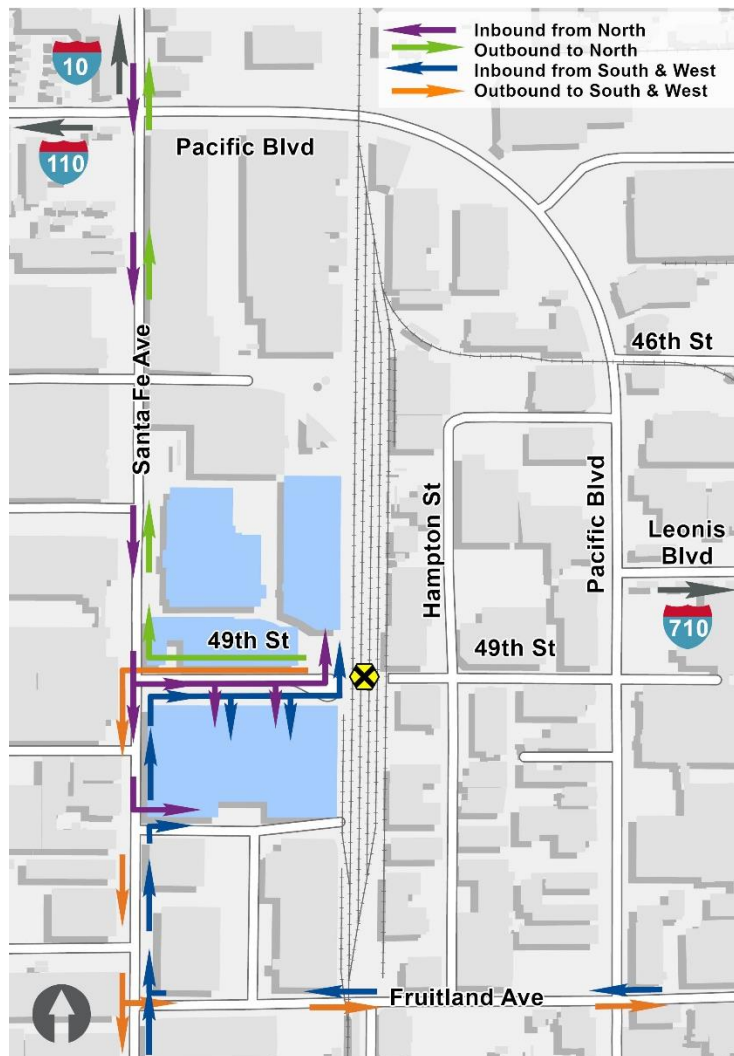 Inbound from North
Outbound to North
Inbound from South & West
Outbound to South & West
10
110
Pacific Blvd
Santa Fe Ave
46th St
Hampton St
Pacific Blvd
Leonis
Blvd
710
49th St
49th St
Fruitland Ave